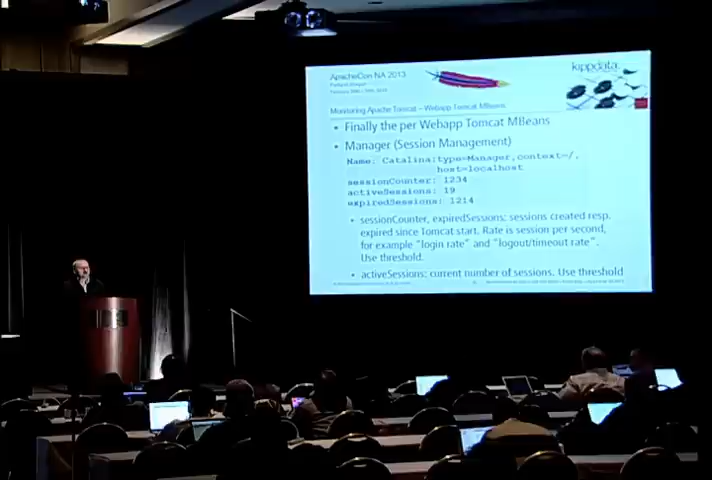 ApacheCon NA 2013
kippdata
Monitoring Apache Tomcat – Webapp Tomcat MBeans
• Finally the per Webapp Tomcat MBeans
• Manager (Session Management)
Name: Catalina:type=Manager,context=/,
host=localhost
sessionCounter: 1234
activeSessions: 19
expiredSessions: 1214
• sessionCounter, expiredSessions: sessions created resp.
expired since Tomcat start. Rate is session per second,
for example "login rate" and "logout/timeout rate".
Use threshold.
• activeSessions: current number of sessions. Use threshold